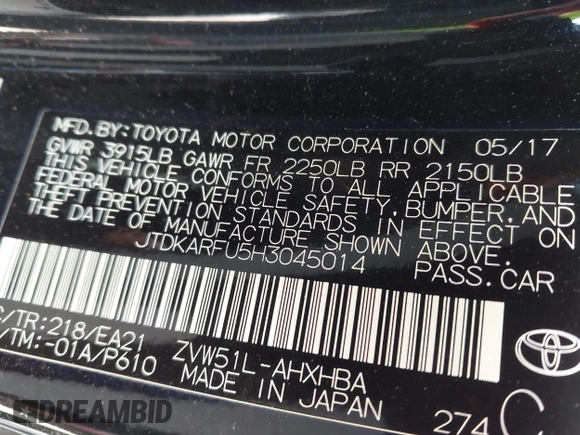 MFD.BY:TOYOTA MOTOR CORPORATION 05/17
GVWR 3915LB GAWR FR 2250LB RR 2150LB
THIS VEHICLE CONFORMS TO ALL APPLICABLE
FEDERAL MOTOR VEHICLE SAFETY,BUMPER,AND
THEFT PREVENTION STANDARDS IN EFFECT ON
THE DATE OF MANUFACTURE SHOWN ABOVE.
JTDKARFU5H3045014 PASS.CAR
C/TR:218/EA21 ZVW51L-AHXHBA
/TM:-01A/P610 MADE IN JAPAN
274 C
TOYOTA
DREAMBID